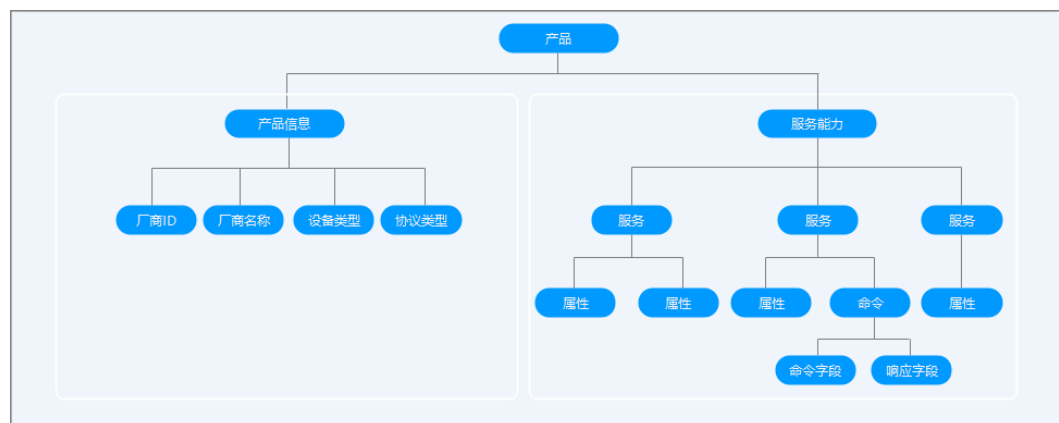 产品
产品信息
服务能力
厂商ID 厂商名称 设备类型 协议类型
服务 服务 服务
属性 属性 属性 命令 属性
命令字段 响应字段